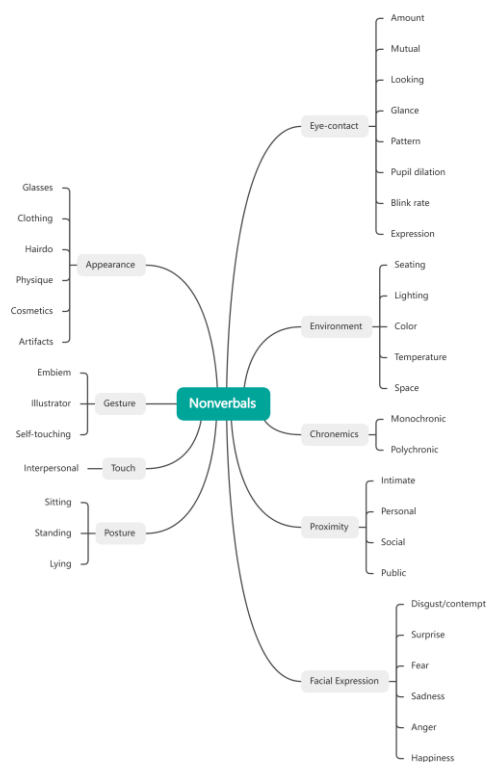 Nonverbals
Eye-contact
Amount
Mutual
Looking
Glance
Pattern
Pupil dilation
Blink rate
Expression
Environment
Seating
Lighting
Color
Temperature
Space
Chronemics
Monochronic
Polychronic
Proximity
Intimate
Personal
Social
Public
Facial Expression
Disgust/contempt
Surprise
Fear
Sadness
Anger
Happiness
Appearance
Glasses
Clothing
Hairdo
Physique
Cosmetics
Artifacts
Gesture
Embiem
Illustrator
Self-touching
Touch
Interpersonal
Posture
Sitting
Standing
Lying